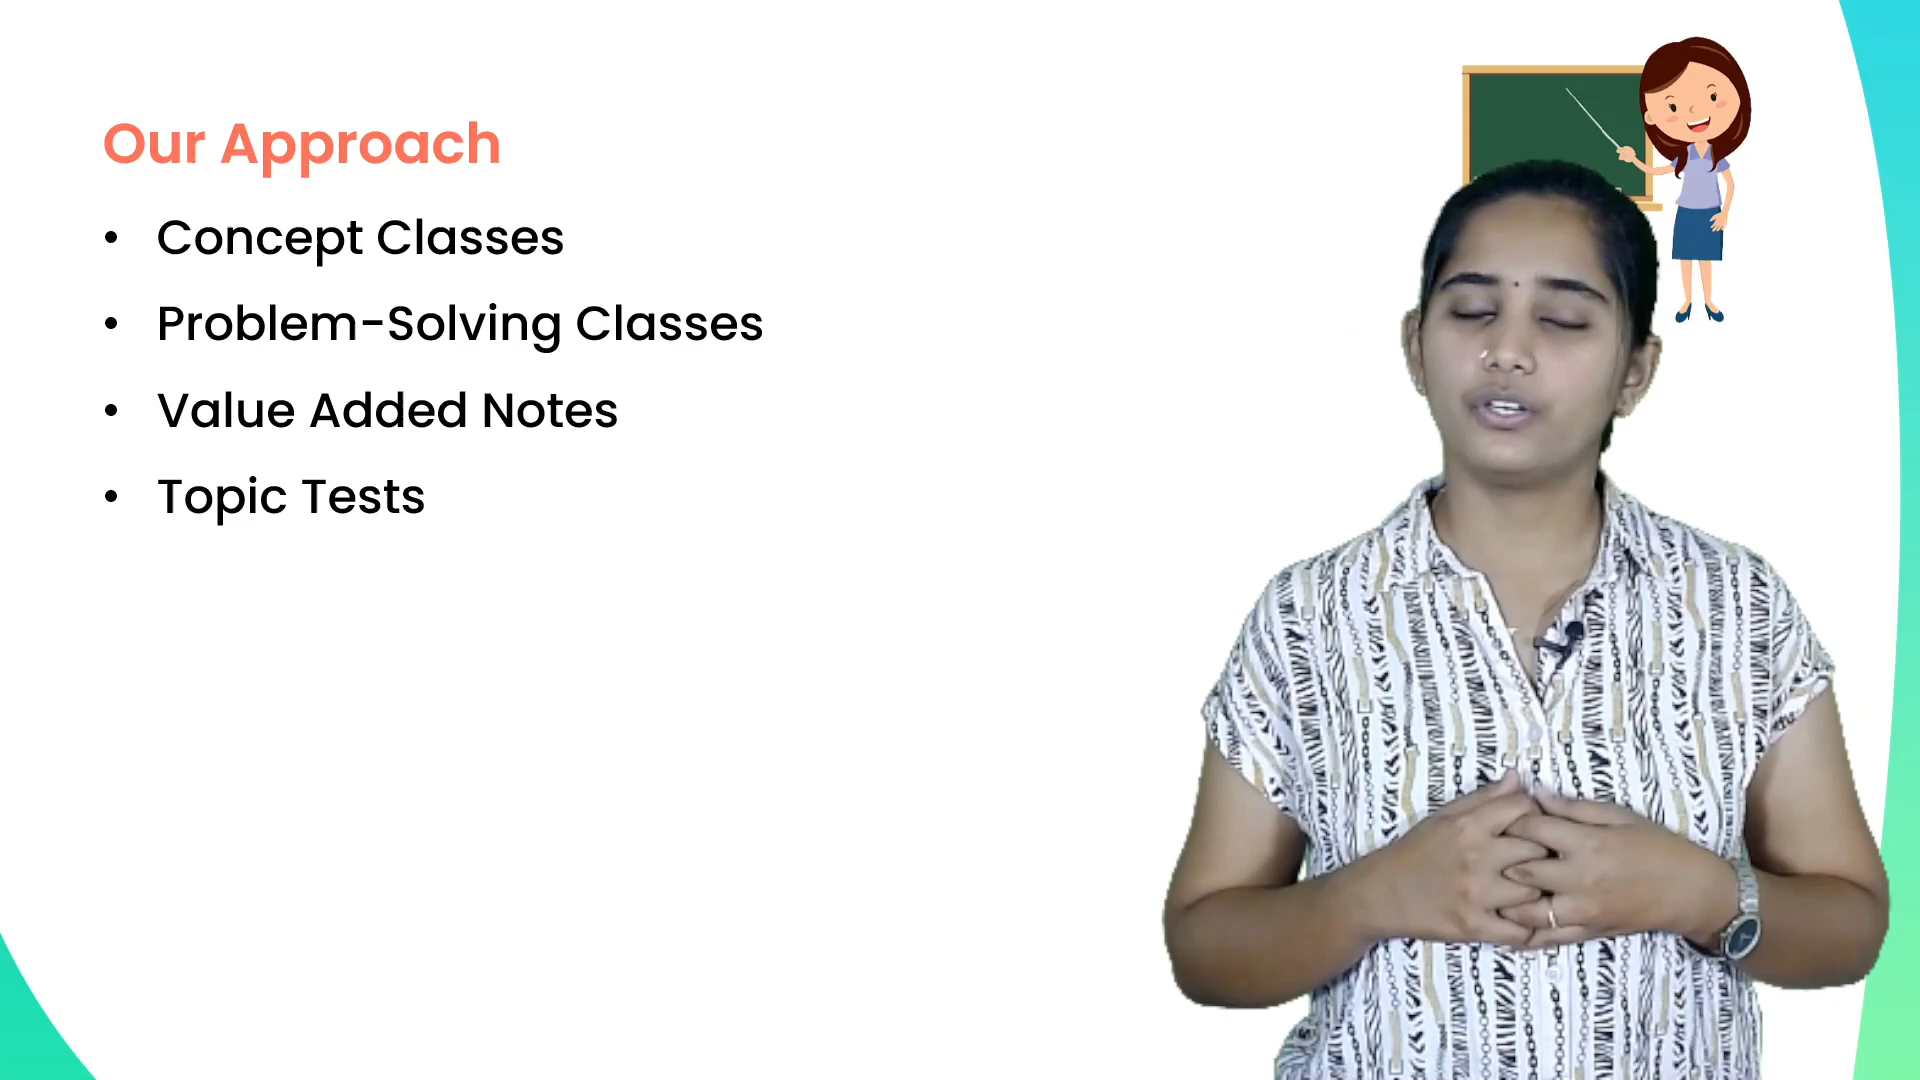 Our Approach
• Concept Classes
• Problem-Solving Classes
• Value Added Notes
• Topic Tests